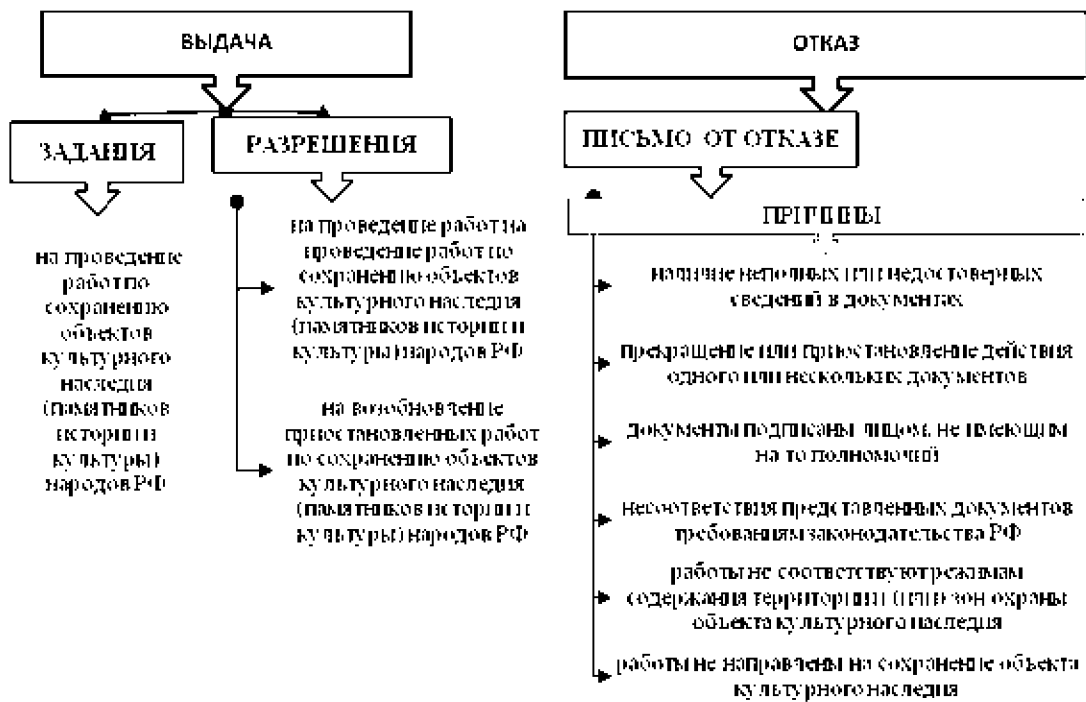 ВЫДАЧА
ЗАДАНИЯ
на проведение
работ по
сохранению
объектов
культурного
наследия
(памятников
истории и
культуры)
народов РФ
РАЗРЕШЕНИЯ
на проведение работ на
проведение работ по
сохранению объектов
культурного наследия
(памятников истории и
культуры) народов РФ
на возобновление
приостановленных работ
по сохранению объектов
культурного наследия
(памятников истории и
культуры) народов РФ
ОТКАЗ
ПИСЬМО ОТ ОТКАЗЕ
ПРИЧИНЫ
наличие неполных или недостоверных
сведений в документах
прекращение или приостановление действия
одного или нескольких документов
документы подписаны лицом, не имеющим
на то полномочий
несоответствия представленных документов
требованиям законодательства РФ
работы не соответствуют режимам
содержания территории (или) зон охраны
объекта культурного наследия
работы не направлены на сохранение объекта
культурного наследия